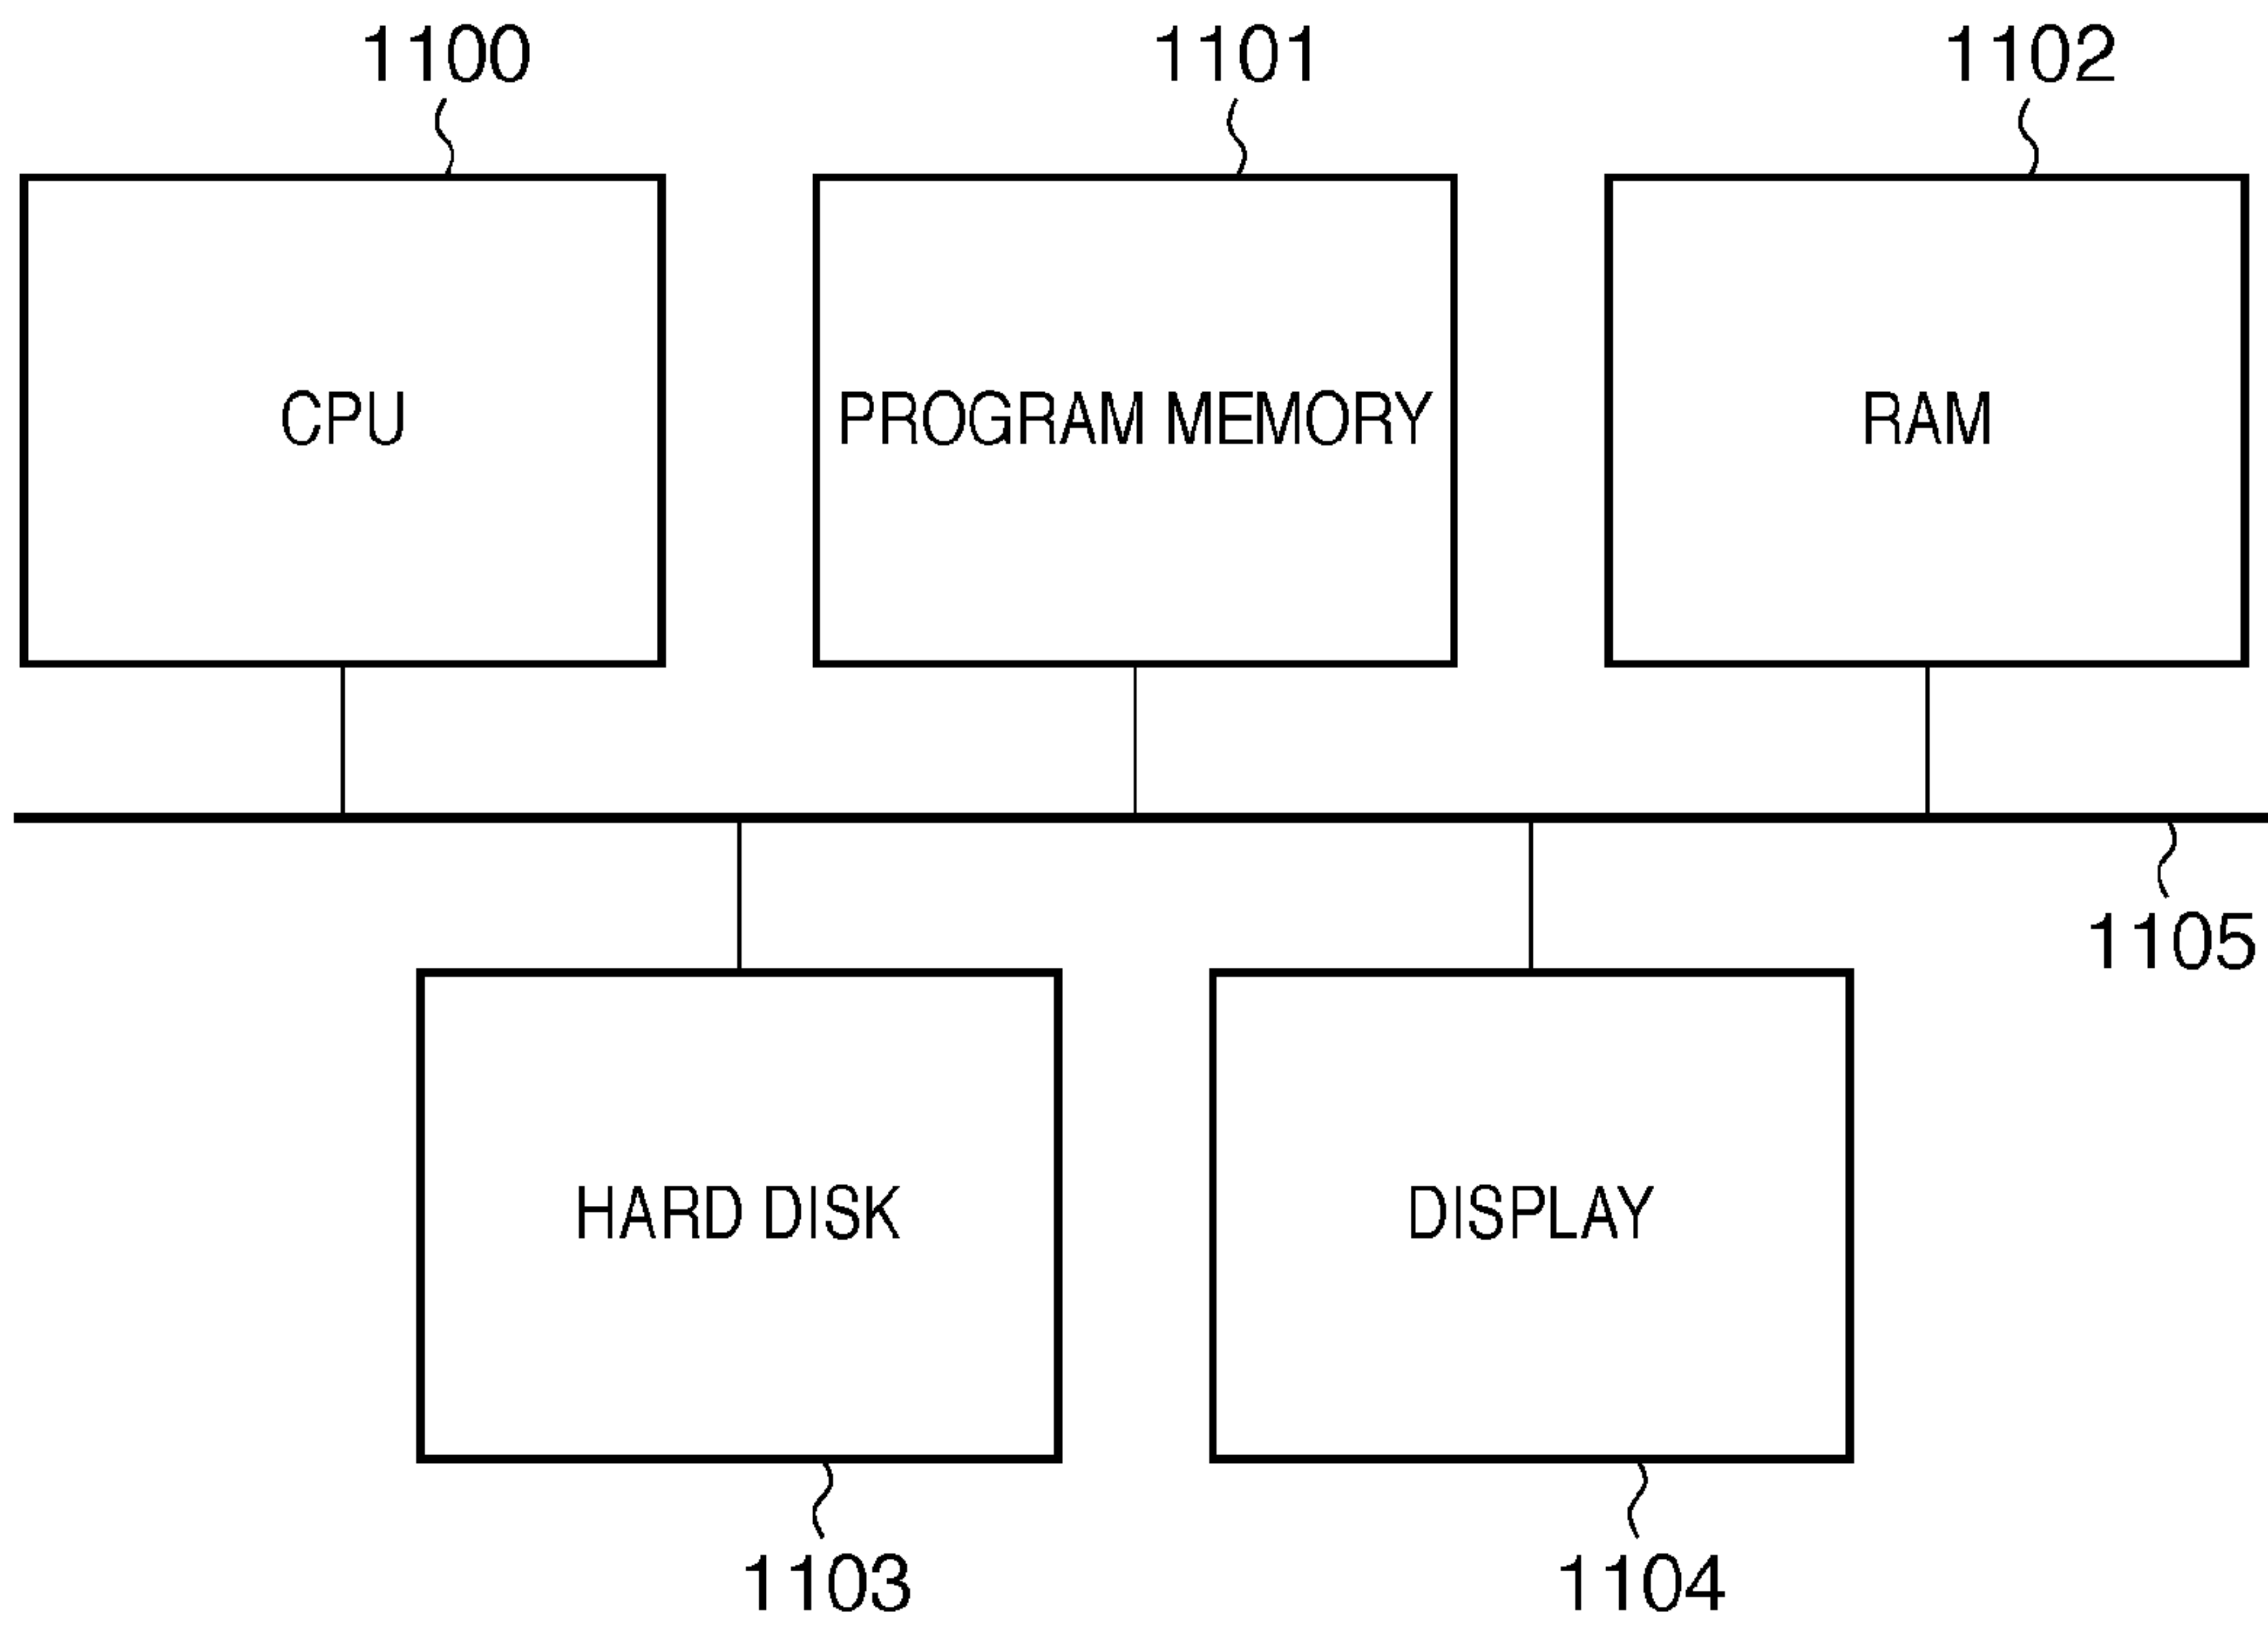 1100
1101
1102
CPU
PROGRAM MEMORY
RAM
1105
HARD DISK
DISPLAY
1103
1104